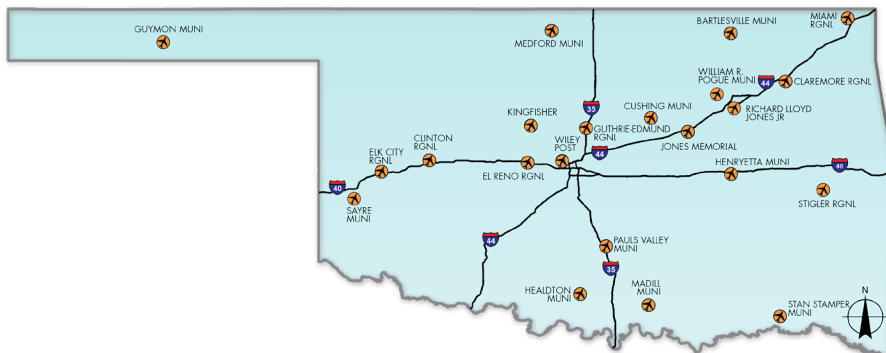 GUYMON MUNI
MEDFORD MUNI
BARTLESVILLE MUNI
MIAMI
RGNL
WILLIAM R.
POGUE MUNI
44
CLAREMORE RGNL
35
KINGFISHER
CUSHING MUNI
RICHARD LLOYD
JONES JR
GUTHRIE-EDMUND
RGNL
CLINTON
RGNL
WILEY
POST
44
JONES MEMORIAL
ELK CITY
RGNL
EL RENO RGNL
HENRYETTA MUNI
40
40
SAYRE
MUNI
STIGLER RGNL
44
PAULS VALLEY
MUNI
35
HEALDTON
MUNI
MADILL
MUNI
STAN STAMPER
MUNI
N